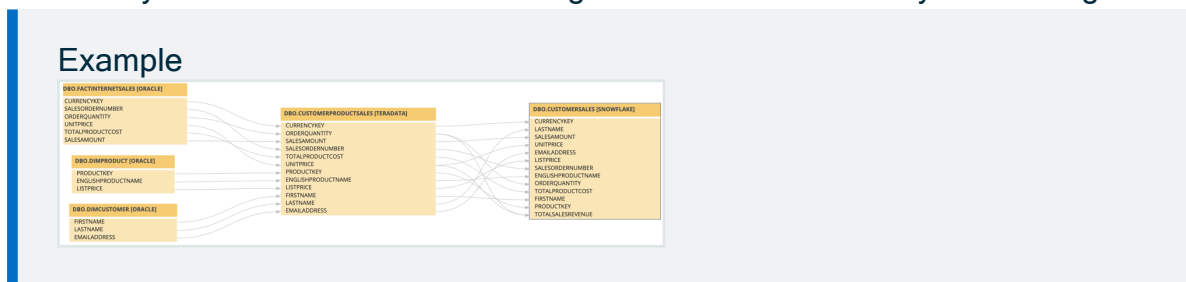 Example
DBO.FACTINTERNETSALES [ORACLE]
CURRENCYKEY
SALESORDERNUMBER
ORDERQUANTITY
UNITPRICE
TOTALPRODUCTCOST
SALESAMOUNT
DBO.DIMPRODUCT [ORACLE]
PRODUCTKEY
ENGLISHPRODUCTNAME
LISTPRICE
DBO.DIMCUSTOMER [ORACLE]
FIRSTNAME
LASTNAME
EMAILADDRESS
DBO.CUSTOMERPRODUCTSALES [TERADATA]
CURRENCYKEY
ORDERQUANTITY
SALESAMOUNT
SALESORDERNUMBER
TOTALPRODUCTCOST
UNITPRICE
PRODUCTKEY
ENGLISHPRODUCTNAME
LISTPRICE
FIRSTNAME
LASTNAME
EMAILADDRESS
DBO.CUSTOMERSALES [SNOWFLAKE]
CURRENCYKEY
LASTNAME
SALESAMOUNT
UNITPRICE
EMAILADDRESS
LISTPRICE
SALESORDERNUMBER
ENGLISHPRODUCTNAME
ORDERQUANTITY
TOTALPRODUCTCOST
FIRSTNAME
PRODUCTKEY
TOTALSALESREVENUE